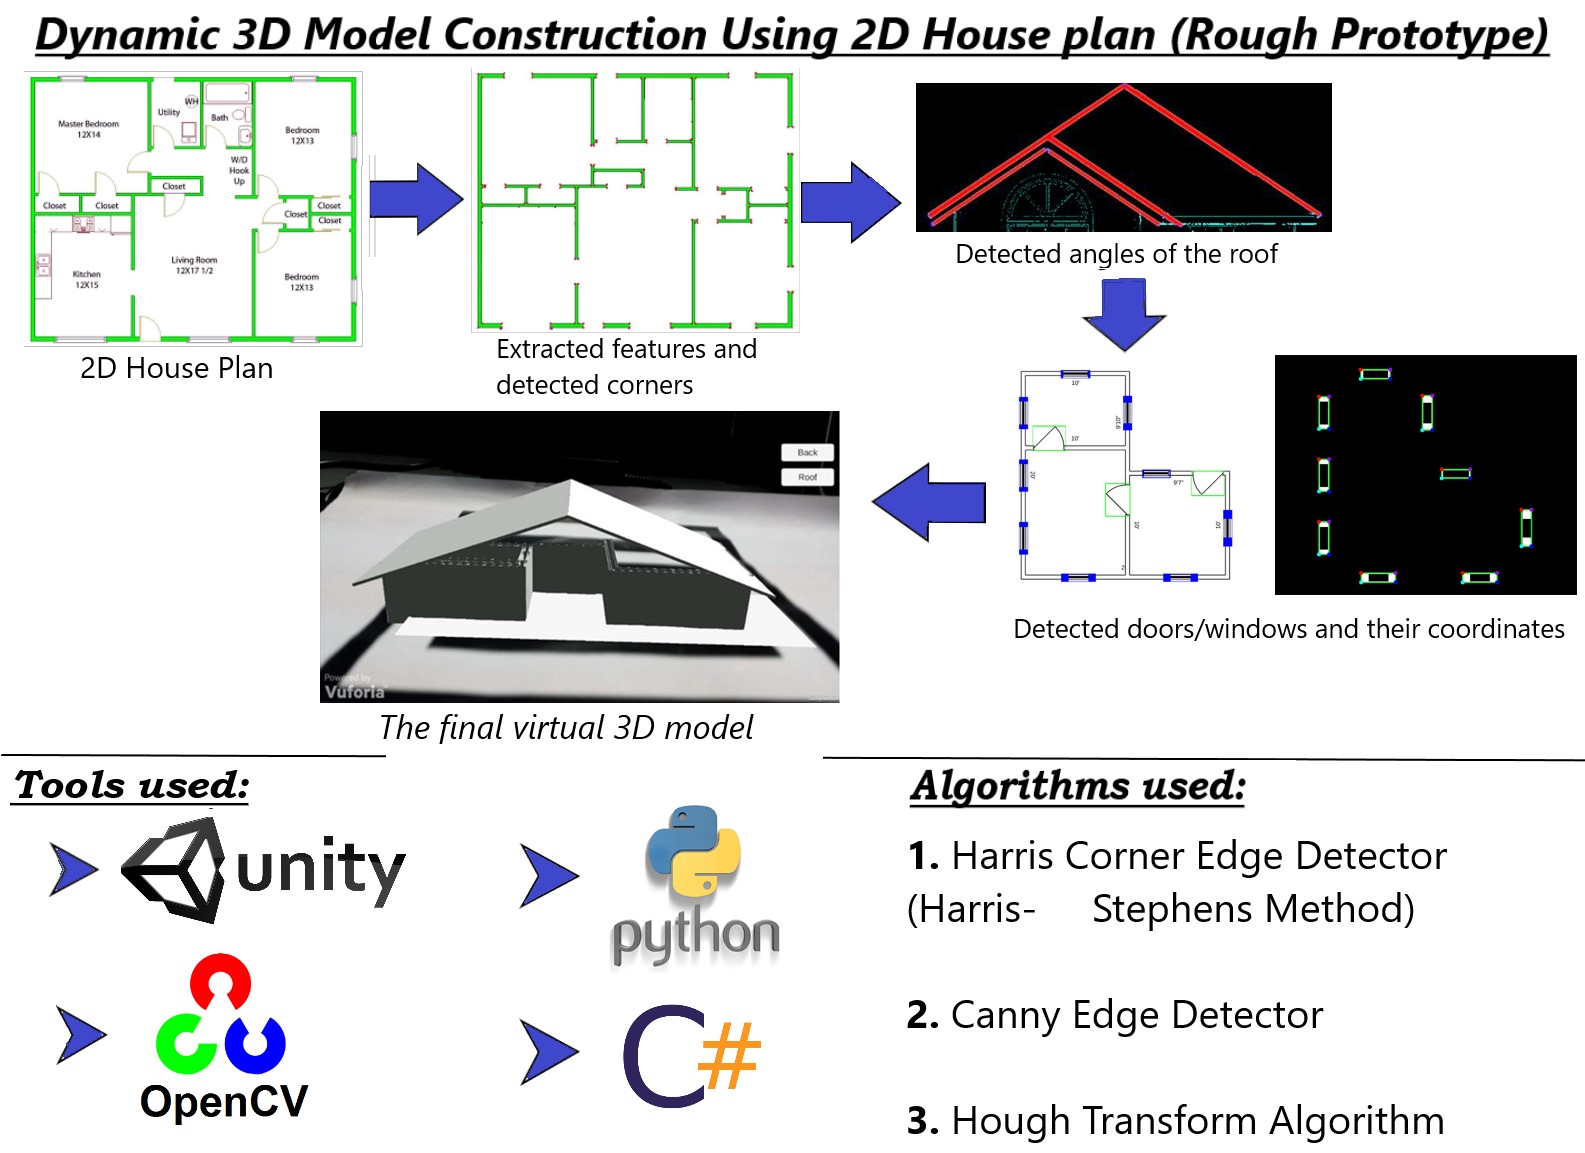 Dynamic 3D Model Construction Using 2D House plan (Rough Prototype)
Master Bedroom
12X14
Utility
WH
Bath
Bedroom
12X13
W/D
Hook
Up
Closet
Closet
Closet
Closet
Closet
Closet
Kitchen
12X15
Living Room
12X17 1/2
Bedroom
12X13
2D House Plan
Extracted features and
detected corners
Detected angles of the roof
10'
10'
9'7"
10'
10'
20'
2
Detected doors/windows and their coordinates
Back
Roof
Powered by
Vuforia
The final virtual 3D model
Tools used:
unity
python
OpenCV
C#
Algorithms used:
1. Harris Corner Edge Detector
(Harris- Stephens Method)
2. Canny Edge Detector
3. Hough Transform Algorithm